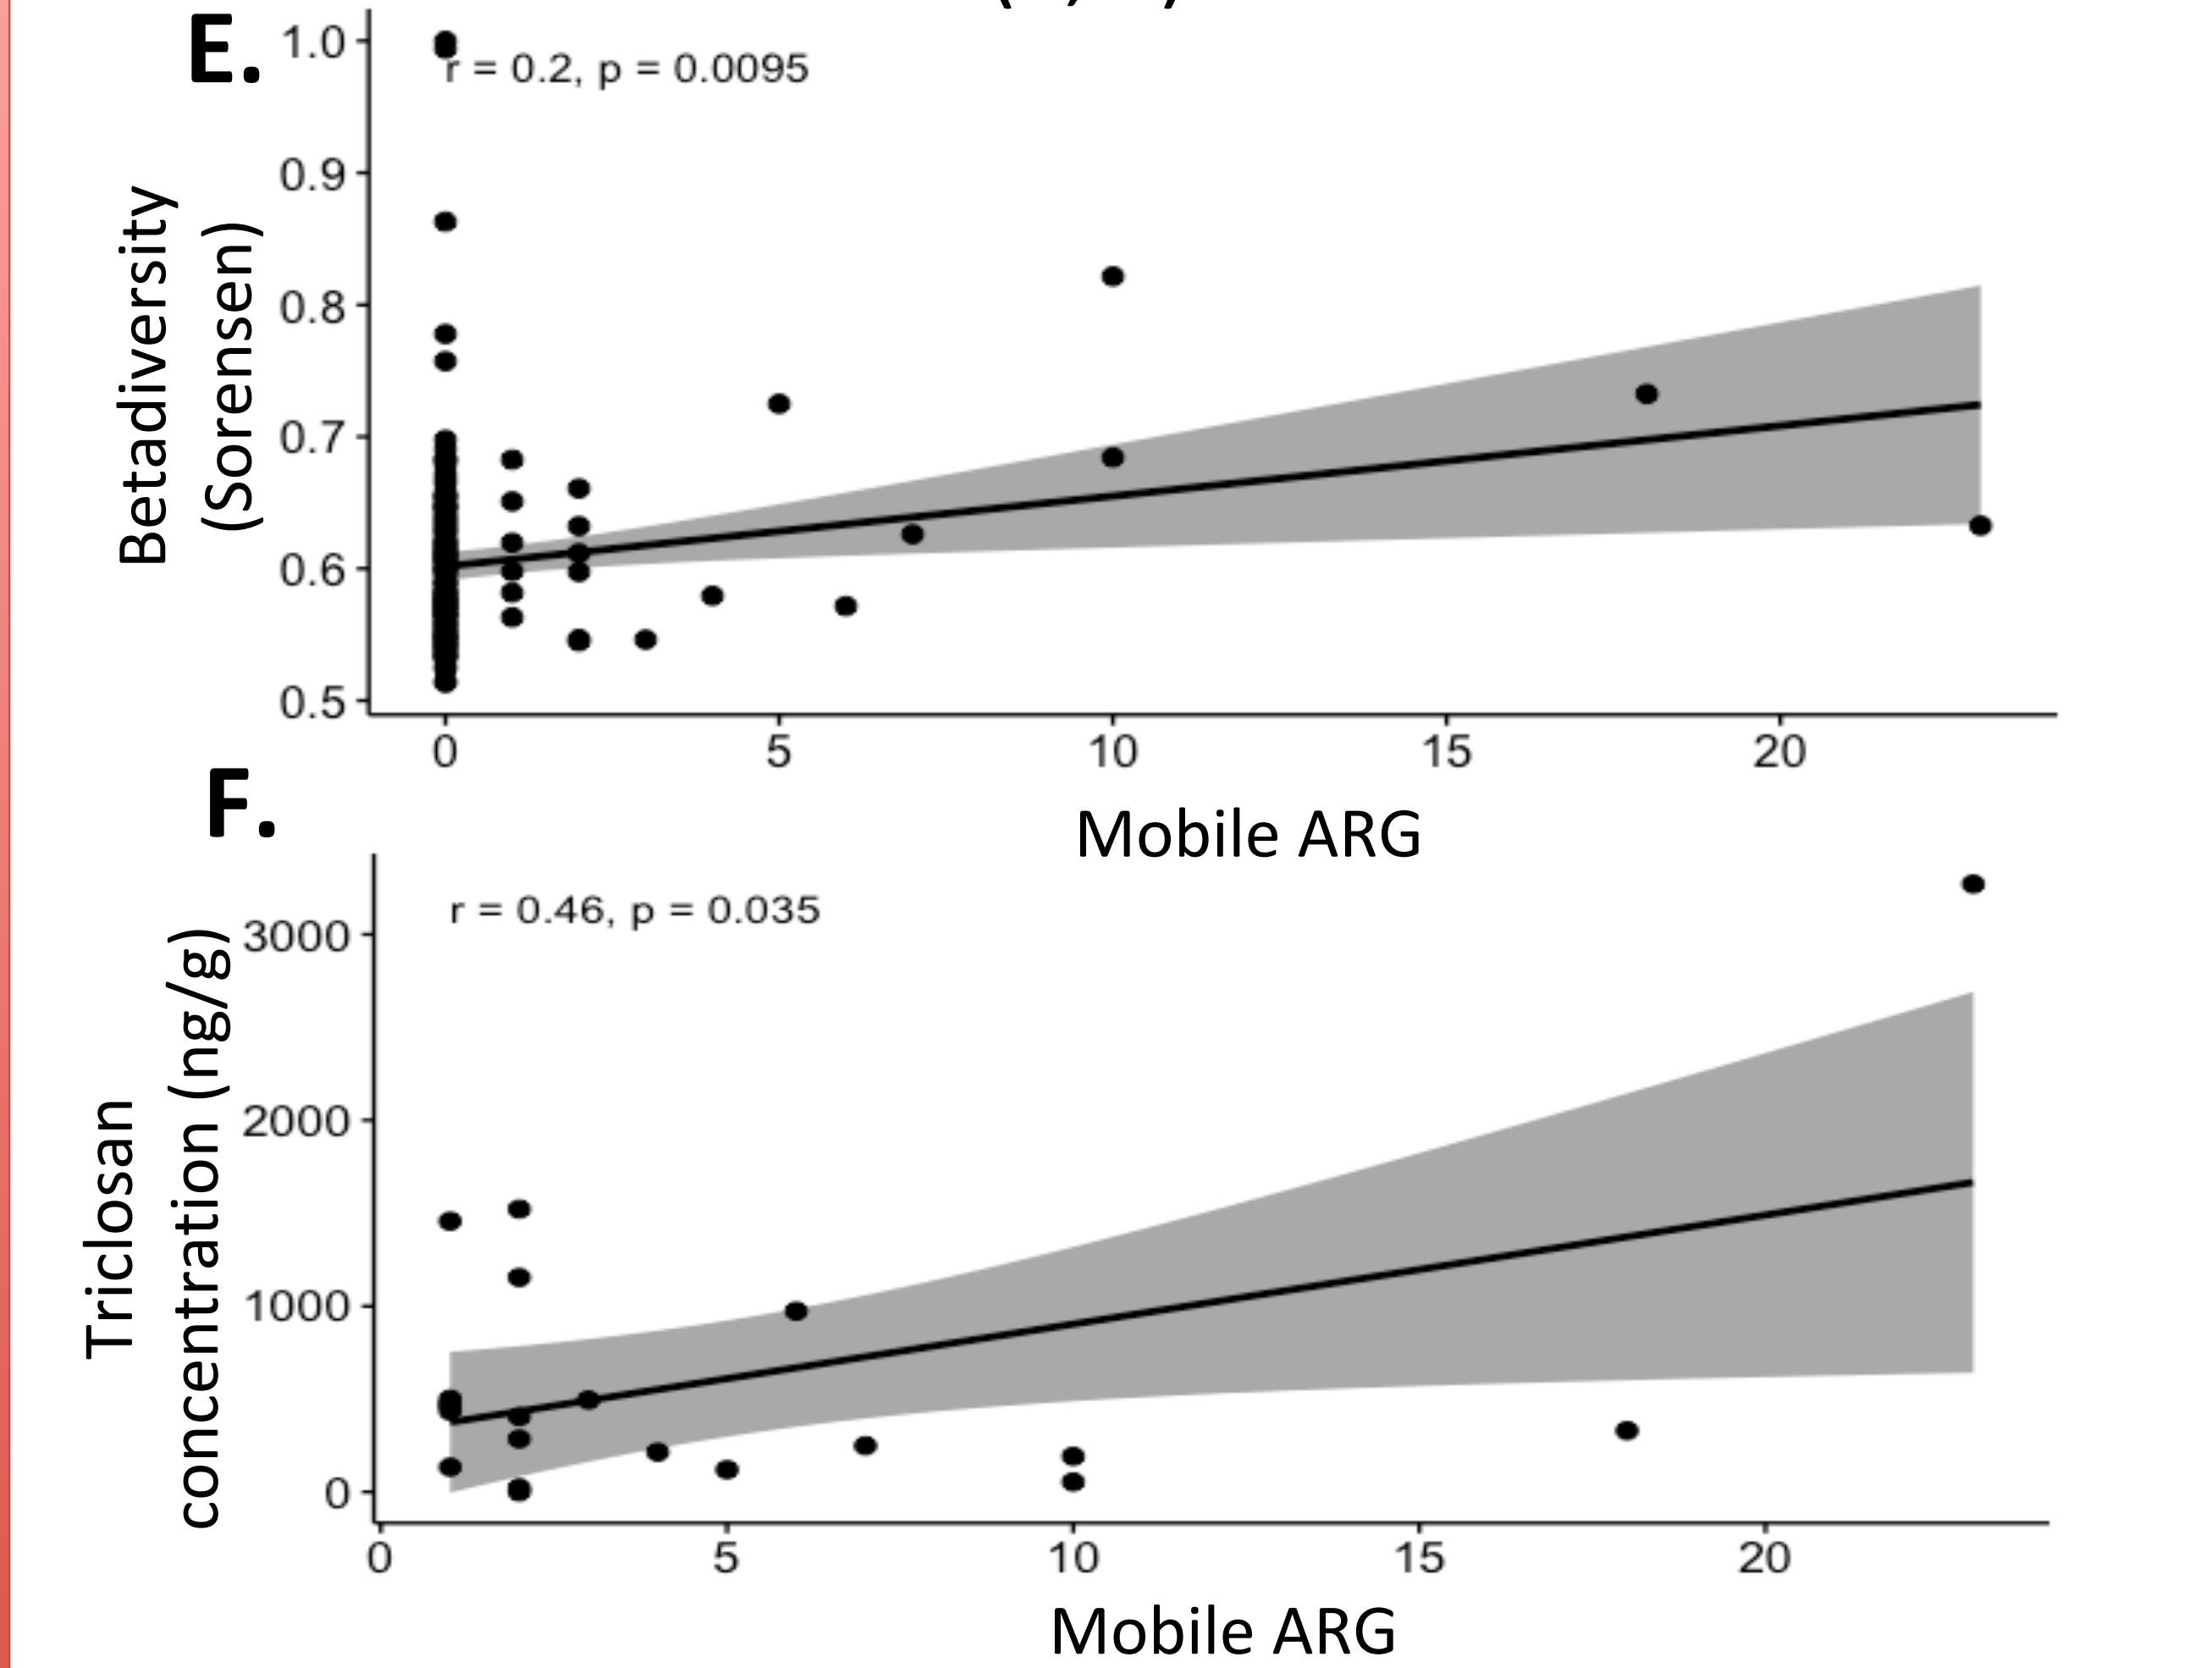 E.
r = 0.2, p = 0.0095
Betadiversity
(Sorensen)
1.0
0.9
0.8
0.7
0.6
0.5
0
5
10
15
20
Mobile ARG
F.
r = 0.46, p = 0.035
Triclosan
concentration (ng/g)
3000
2000
1000
0
0
5
10
15
20
Mobile ARG